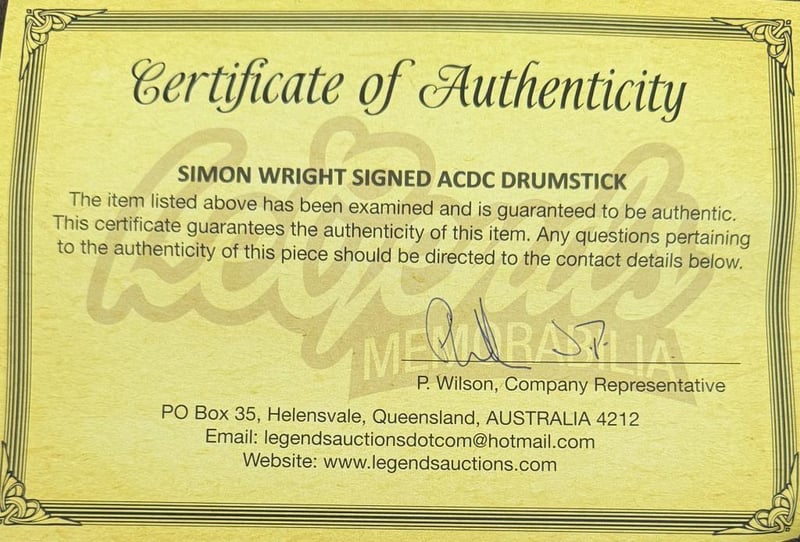 Certificate of Authenticity
SIMON WRIGHT SIGNED ACDC DRUMSTICK
The item listed above has been examined and is guaranteed to be authentic.
This certificate guarantees the authenticity of this item. Any questions pertaining
to the authenticity of this piece should be directed to the contact details below.
Legends
MEMORABILIA
P. Wilson, Company Representative
PO Box 35, Helensvale, Queensland, AUSTRALIA 4212
Email: legendsauctionsdotcom@hotmail.com
Website: www.legendsauctions.com